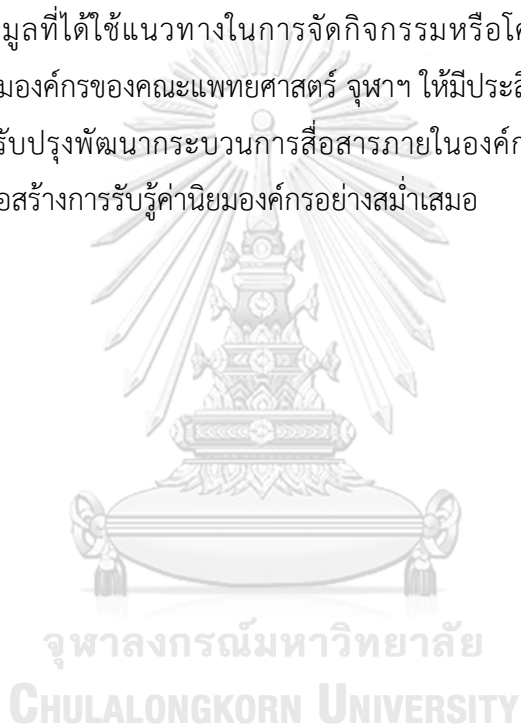 มูลที่ได้ใช้แนวทางในการจัดกิจกรรมหรือโค
มองค์กรของคณะแพทยศาสตร์ จุฬาฯ ให้มีประสิ
รับปรุงพัฒนากระบวนการสื่อสารภายในองค์ก
อสร้างการรับรู้ค่านิยมองค์กรอย่างสม่ำเสมอ
จุฬาลงกรณ์มหาวิทยาลัย
CHULALONGKORN UNIVERSITY